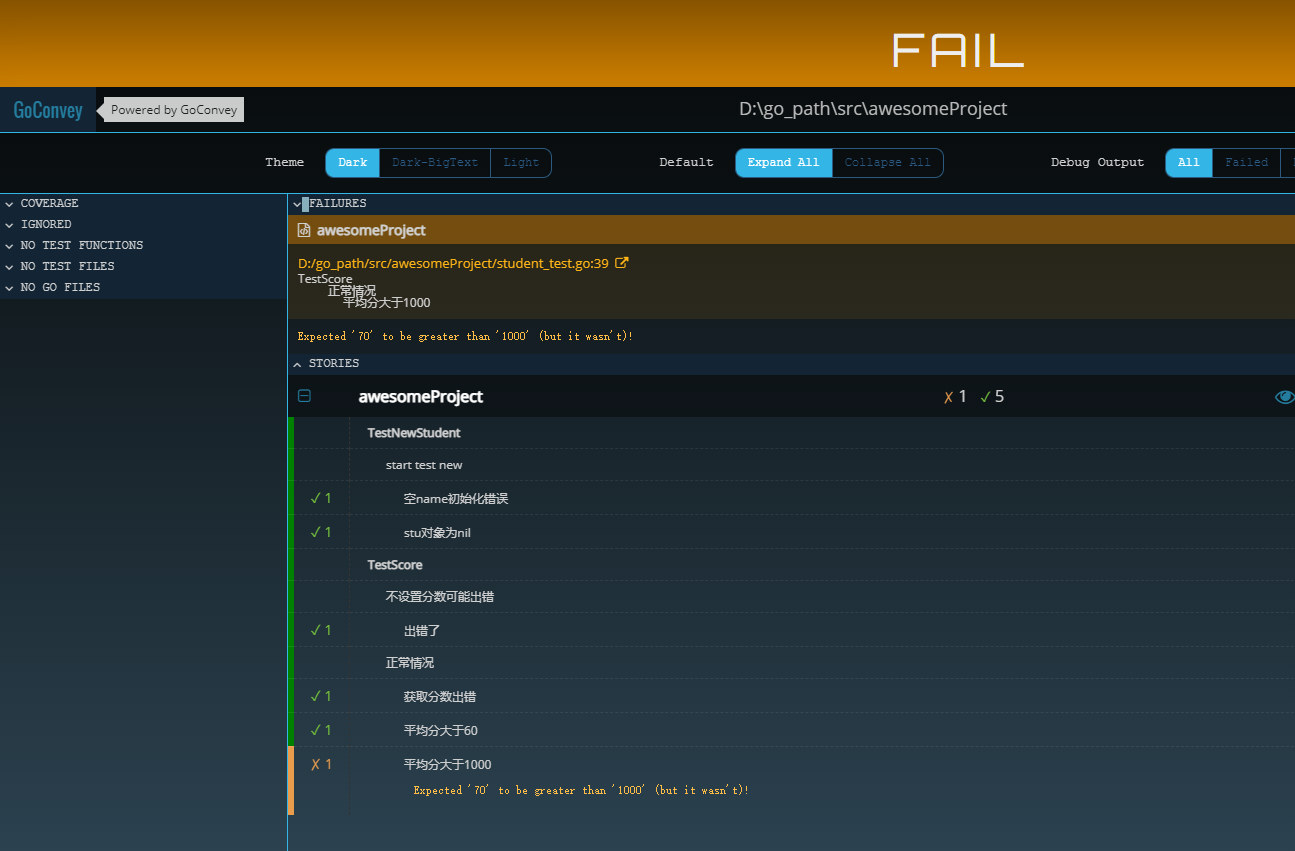 FAIL
GoConvey Powered by GoConvey D:\go_path\src\awesomeProject
Theme Dark Dark-BigText Light Default Expand All Collapse All Debug Output All Failed
COVERAGE
IGNORED
NO TEST FUNCTIONS
NO TEST FILES
NO GO FILES
FAILURES
awesomeProject
D:/go_path/src/awesomeProject/student_test.go:39
TestScore
正常情况
平均分大于1000
Expected '70' to be greater than '1000' (but it wasn't)!
STORIES
awesomeProject ✗ 1 ✓ 5
TestNewStudent
start test new
✓ 1 空name初始化错误
✓ 1 stu对象为nil
TestScore
不设置分数可能出错
✓ 1 出错了
正常情况
✓ 1 获取分数出错
✓ 1 平均分大于60
✗ 1 平均分大于1000
Expected '70' to be greater than '1000' (but it wasn't)!